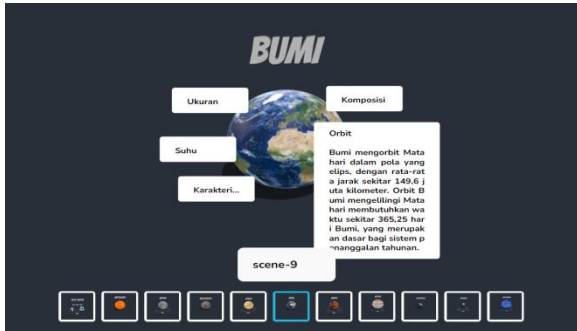 BUMI
Ukuran
Komposisi
Suhu
Karakteri...
Orbit
Bumi mengorbit Mata
hari dalam pola yang
elips, dengan rata-rat
a jarak sekitar 149,6 j
uta kilometer. Orbit B
umi mengelilingi Mata
hari membutuhkan wa
ktu sekitar 365,25 har
i Bumi, yang merupak
an dasar bagi sistem p
enanggalan tahunan.
scene-9